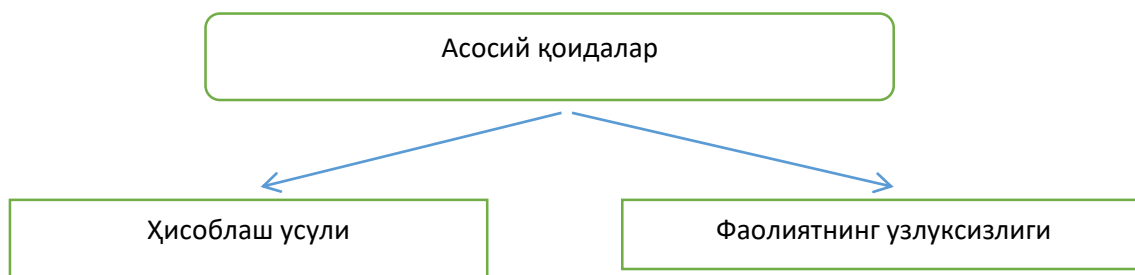 Асосий қоидалар
Ҳисоблаш усули
Фаолиятнинг узлуксизлиги